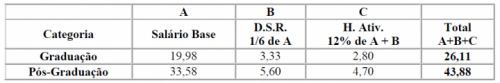 A B C
Categoria Salário Base D.S.R. 1/6 de A H. Ativ. 12% de A + B Total A+B+C
Graduação 19,98 3,33 2,80 26,11
Pós-Graduação 33,58 5,60 4,70 43,88